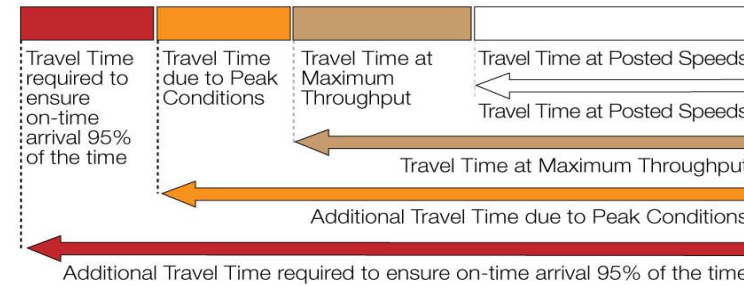 Travel Time
required to
ensure
on-time
arrival 95%
of the time
Travel Time
due to Peak
Conditions
Travel Time at
Maximum
Throughput
Travel Time at Posted Speeds
Travel Time at Posted Speeds
Travel Time at Maximum Throughput
Additional Travel Time due to Peak Conditions
Additional Travel Time required to ensure on-time arrival 95% of the time